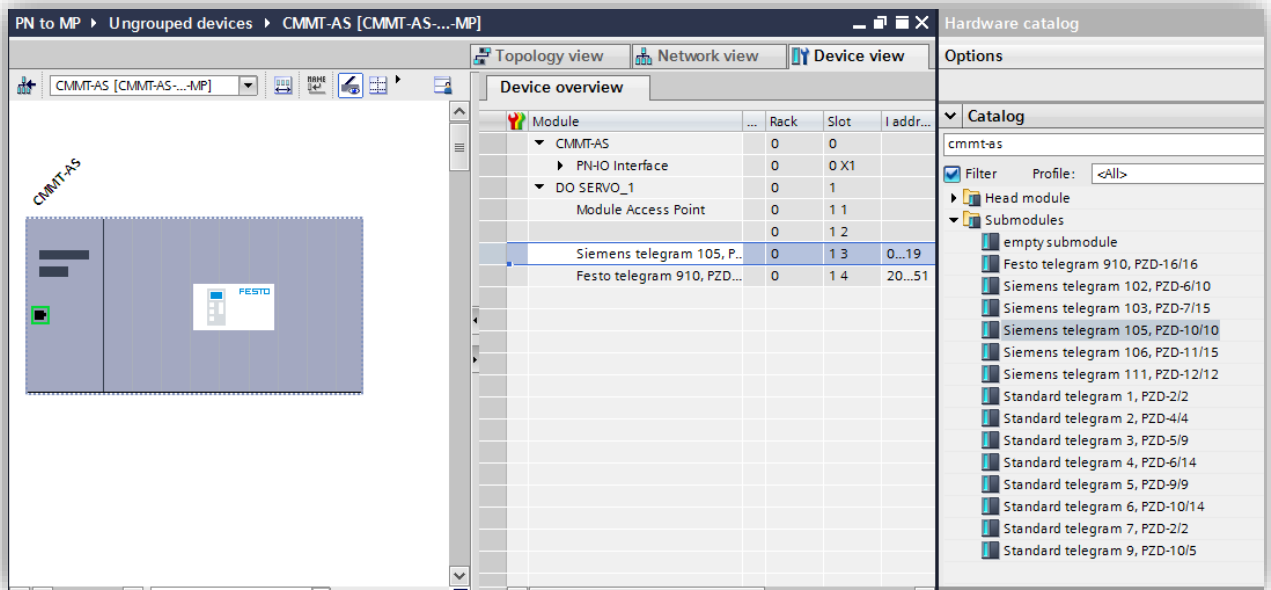 PN to MP ▸ Ungrouped devices ▸ CMMT-AS [CMMT-AS-...-MP]
Hardware catalog
Topology view
Network view
Device view
Options
CMMT-AS [CMMT-AS-...-MP]
NAME
Device overview
Module ... Rack Slot I addr...
CMMT-AS 0 0
PN-IO Interface 0 0 X1
DO SERVO_1 0 1
Module Access Point 0 1 1
0 1 2
Siemens telegram 105, P.. 0 1 3 0...19
Festo telegram 910, PZD... 0 1 4 20...51
CMMT-AS
FESTO
Catalog
cmmt-as
Filter Profile: <All>
Head module
Submodules
empty submodule
Festo telegram 910, PZD-16/16
Siemens telegram 102, PZD-6/10
Siemens telegram 103, PZD-7/15
Siemens telegram 105, PZD-10/10
Siemens telegram 106, PZD-11/15
Siemens telegram 111, PZD-12/12
Standard telegram 1, PZD-2/2
Standard telegram 2, PZD-4/4
Standard telegram 3, PZD-5/9
Standard telegram 4, PZD-6/14
Standard telegram 5, PZD-9/9
Standard telegram 6, PZD-10/14
Standard telegram 7, PZD-2/2
Standard telegram 9, PZD-10/5